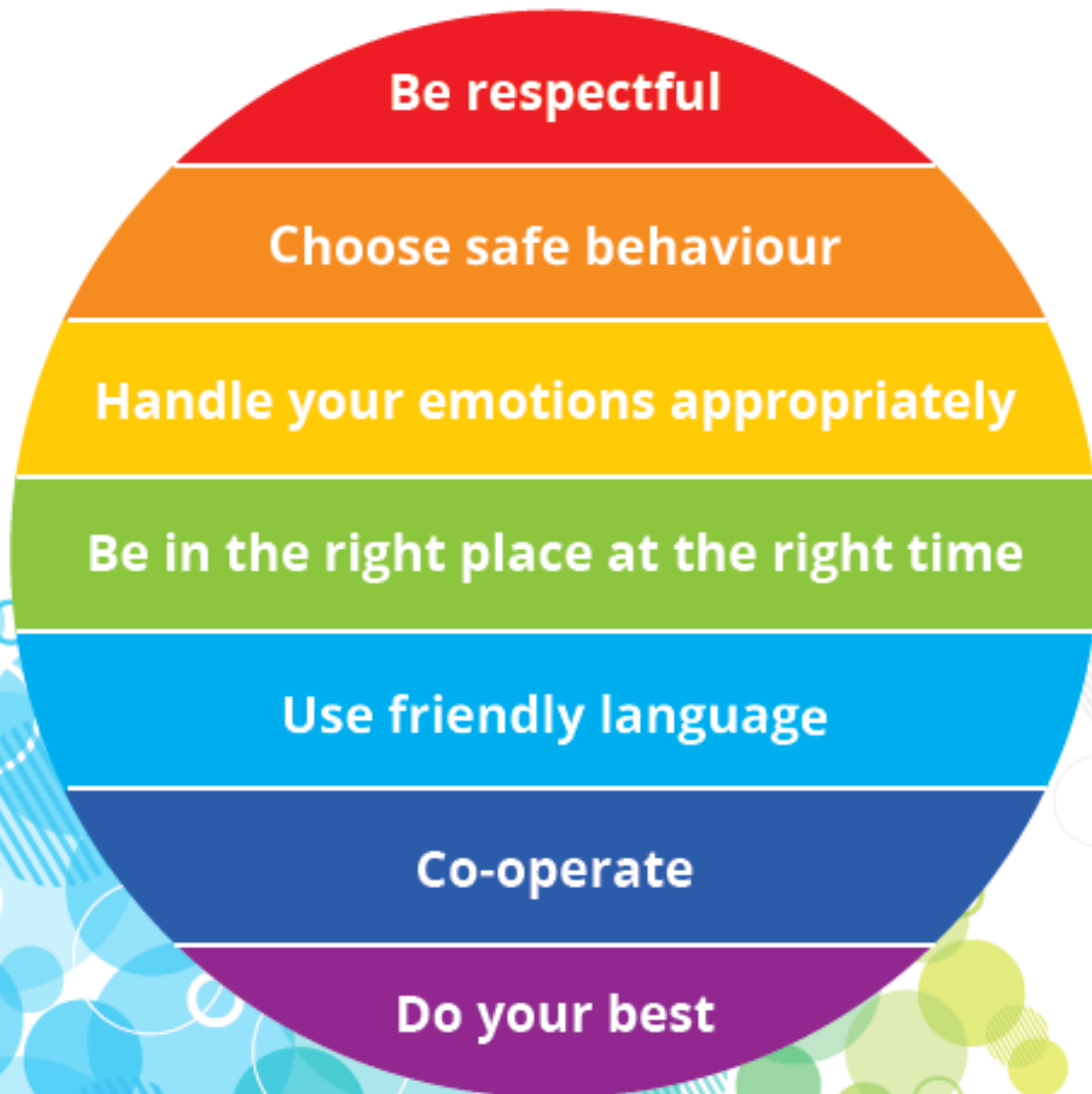 Be respectful
Choose safe behaviour
Handle your emotions appropriately
Be in the right place at the right time
Use friendly language
Co-operate
Do your best